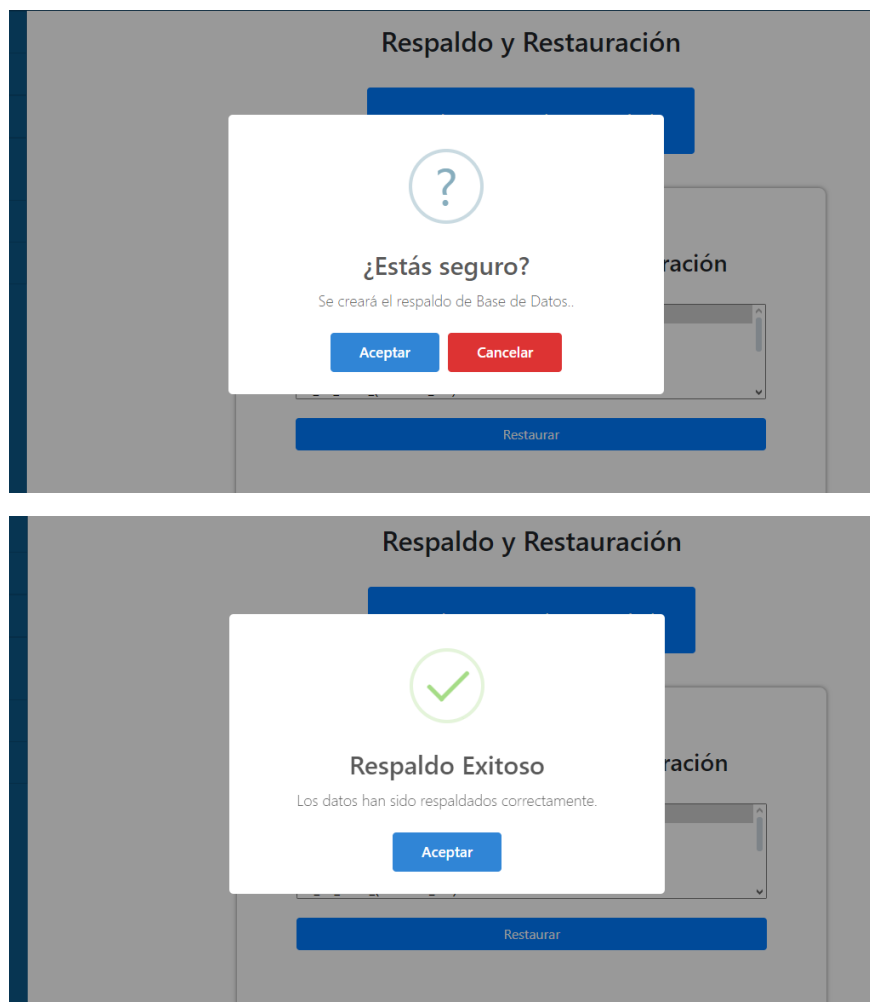 Respaldo y Restauración
?
¿Estás seguro?
ración
Se creará el respaldo de Base de Datos..
Aceptar
Cancelar
Restaurar
Respaldo y Restauración
Respaldo Exitoso
ración
Los datos han sido respaldados correctamente.
Aceptar
Restaurar